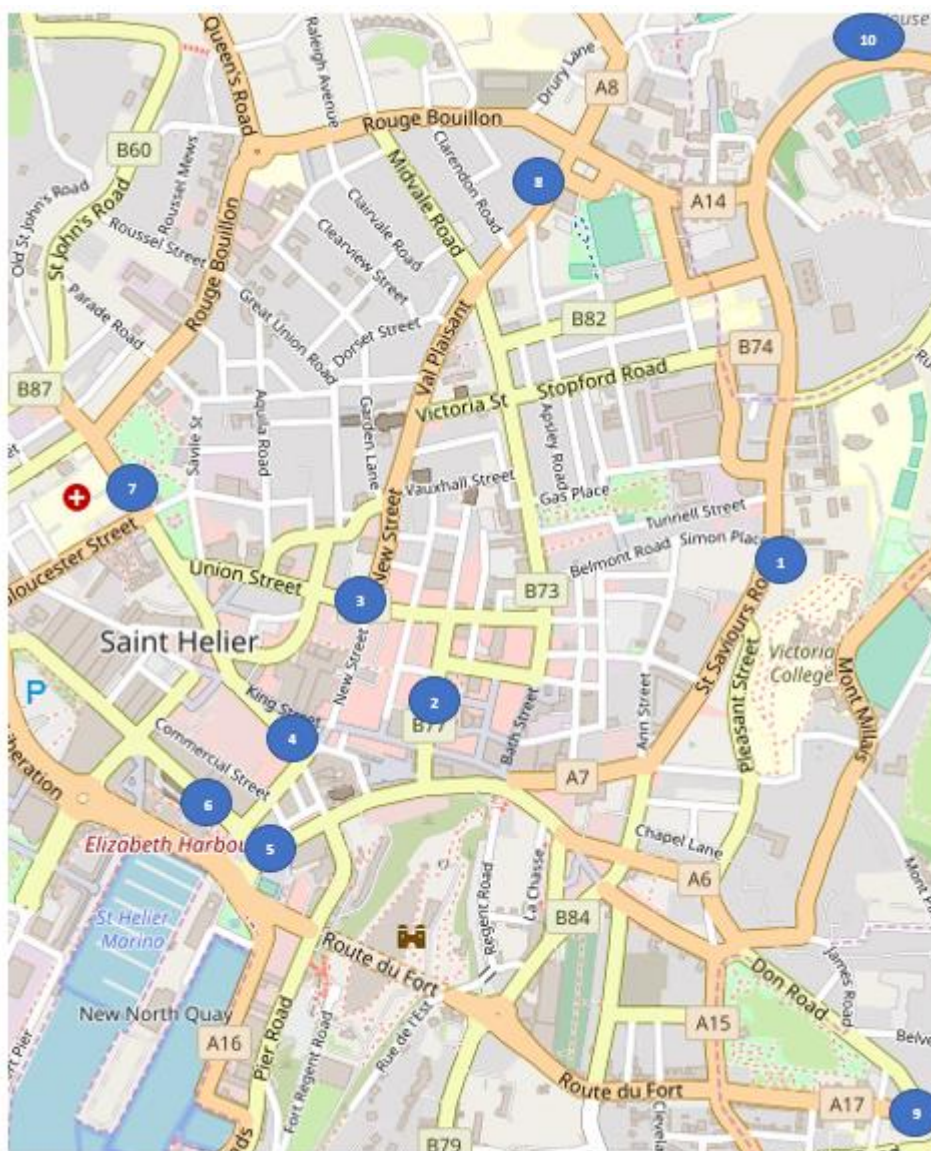 House
10
Queen's Road
Raleigh Avenue
Drury Lane
A8
Rouge Bouillon
B60
Clarendon Road
Midvale Road
8
A14
Roussel Mews
Old St John's Road
St John's Road
Roussel Street
Clairvale Road
Clearview Street
Rouge Bouillon
Parade Road
Great Union Road
Dorset Street
Val Plaisant
B82
B74
B87
Stopford Road
Victoria St
Savile St
Aquila Road
Garden Lane
Apsley Road
Vauxhall Street
Gas Place
7
Tunnell Street
Simon Place
Belmont Road
1
New Street
Union Street
B73
3
Saint Helier
St Saviours Ro
Pleasant Street
Victoria
College
Mont Millais
P
King Street
New Street
2
B77
Bath Street
Ann Street
4
Commercial Street
A7
6
iberation
Chapel Lane
5
Elizabeth Harbou
A6
Regent Road
La Chasse
B84
St Helier
Marina
Route du Fort
Don Road
James Road
New North Quay
Rue de l'Est
A15
A16
Pier Road
Fort Regent Road
Route du Fort
A17
9
B79